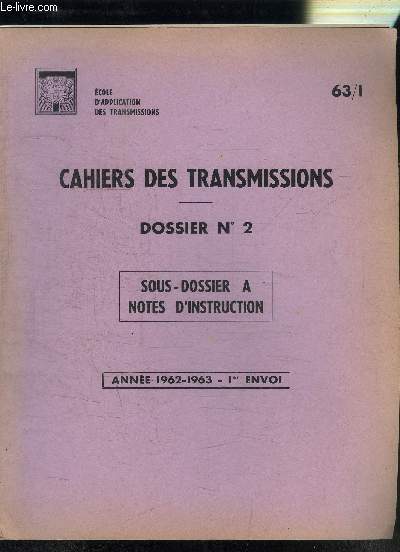 Le-livre.com
ÉCOLE
D'APPLICATION
DES TRANSMISSIONS
63/1
CAHIERS DES TRANSMISSIONS
DOSSIER N° 2
SOUS-DOSSIER A
NOTES D'INSTRUCTION
ANNÉE 1962-1963 - 1er ENVOI